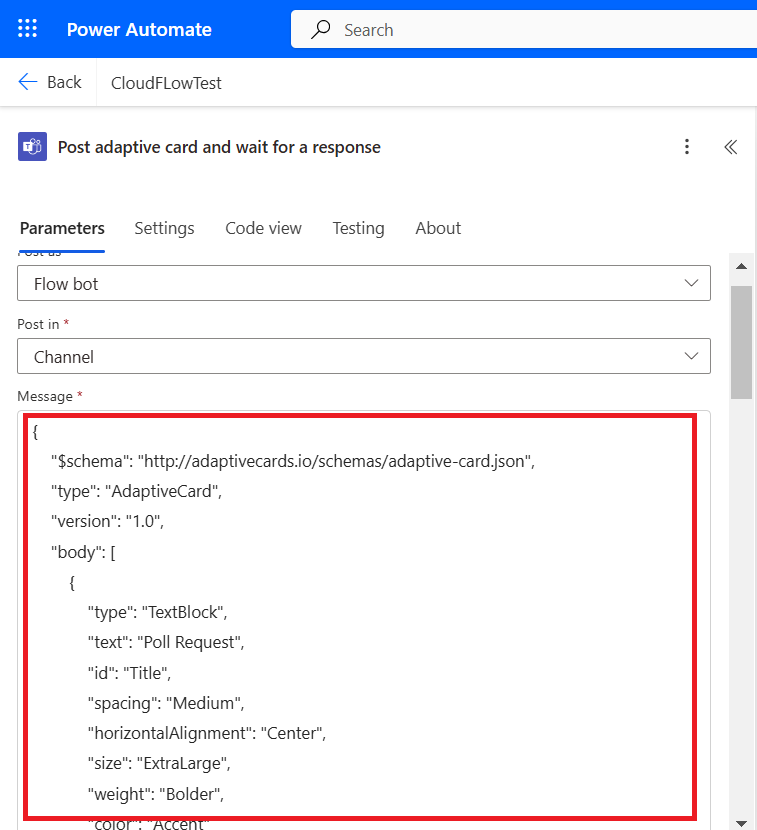 Power Automate
Search
Back
CloudFLowTest
Post adaptive card and wait for a response
Parameters
Settings
Code view
Testing
About
Post as
Flow bot
Post in *
Channel
Message *
{
"$schema": "http://adaptivecards.io/schemas/adaptive-card.json",
"type": "AdaptiveCard",
"version": "1.0",
"body": [
{
"type": "TextBlock",
"text": "Poll Request",
"id": "Title",
"spacing": "Medium",
"horizontalAlignment": "Center",
"size": "ExtraLarge",
"weight": "Bolder",
"color": "Accent"